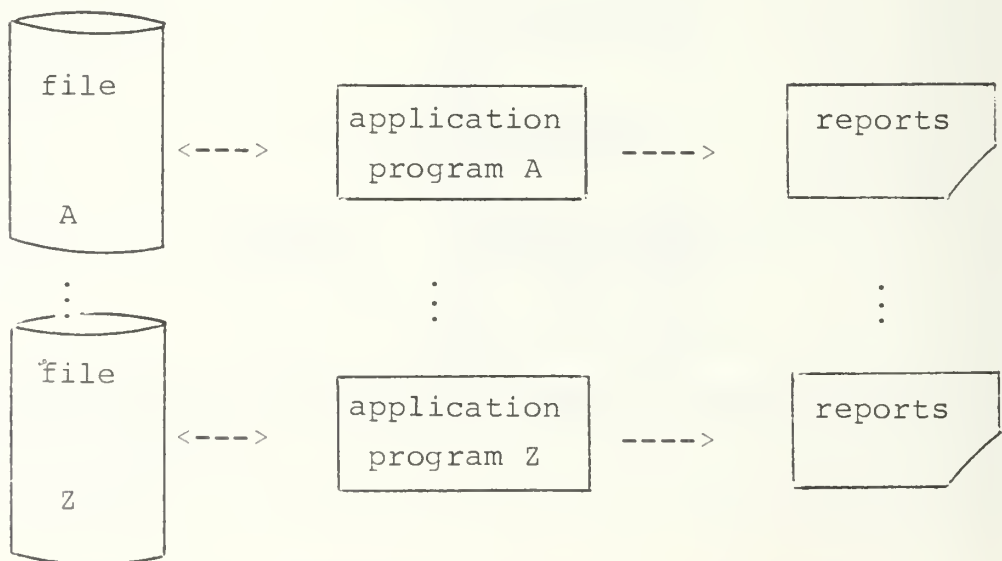 file
A
<--->
application
program A
---->
reports
file
Z
<--->
application
program Z
---->
reports